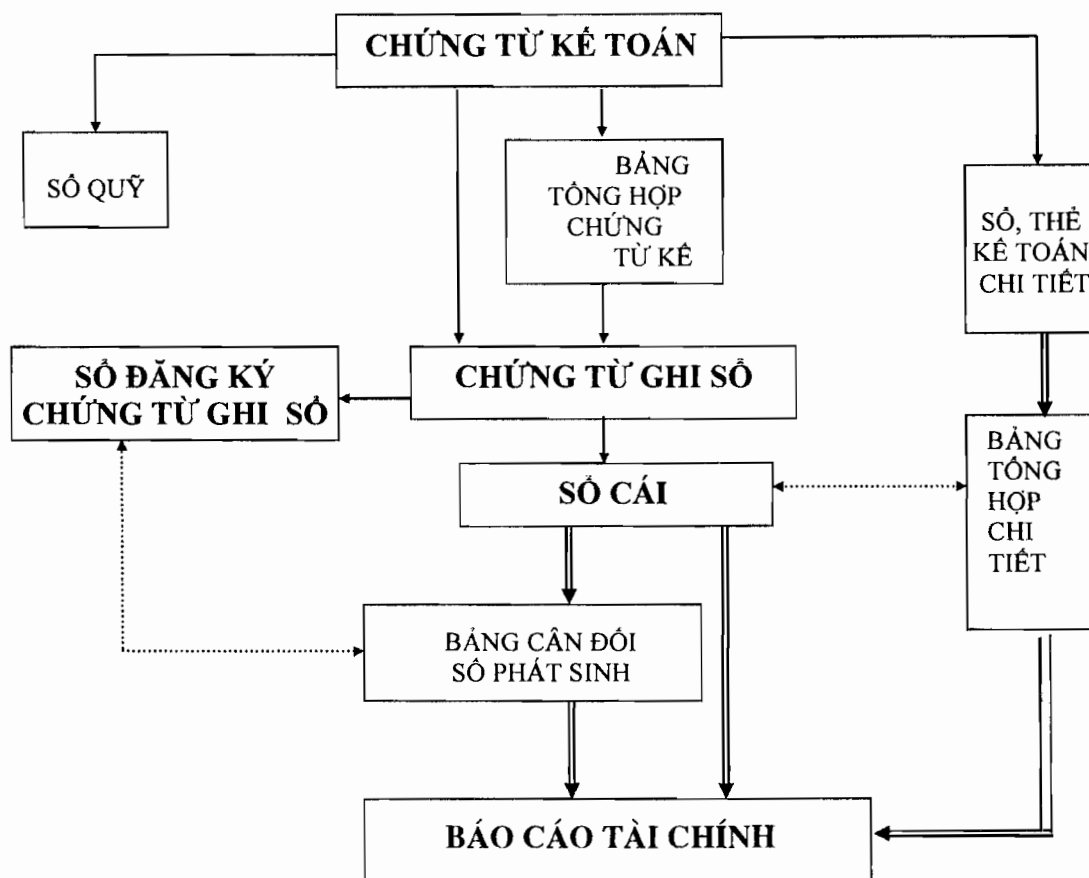 CHỨNG TỪ KẾ TOÁN
SỔ QUỸ
BẢNG
TỔNG HỢP
CHỨNG
TỪ KẾ
SỔ, THẺ
KẾ TOÁN
CHI TIẾT
SỔ ĐĂNG KÝ
CHỨNG TỪ GHI SỔ
CHỨNG TỪ GHI SỔ
SỔ CÁI
BẢNG
TỔNG
HỢP
CHI
TIẾT
BẢNG CÂN ĐỐI
SỐ PHÁT SINH
BÁO CÁO TÀI CHÍNH